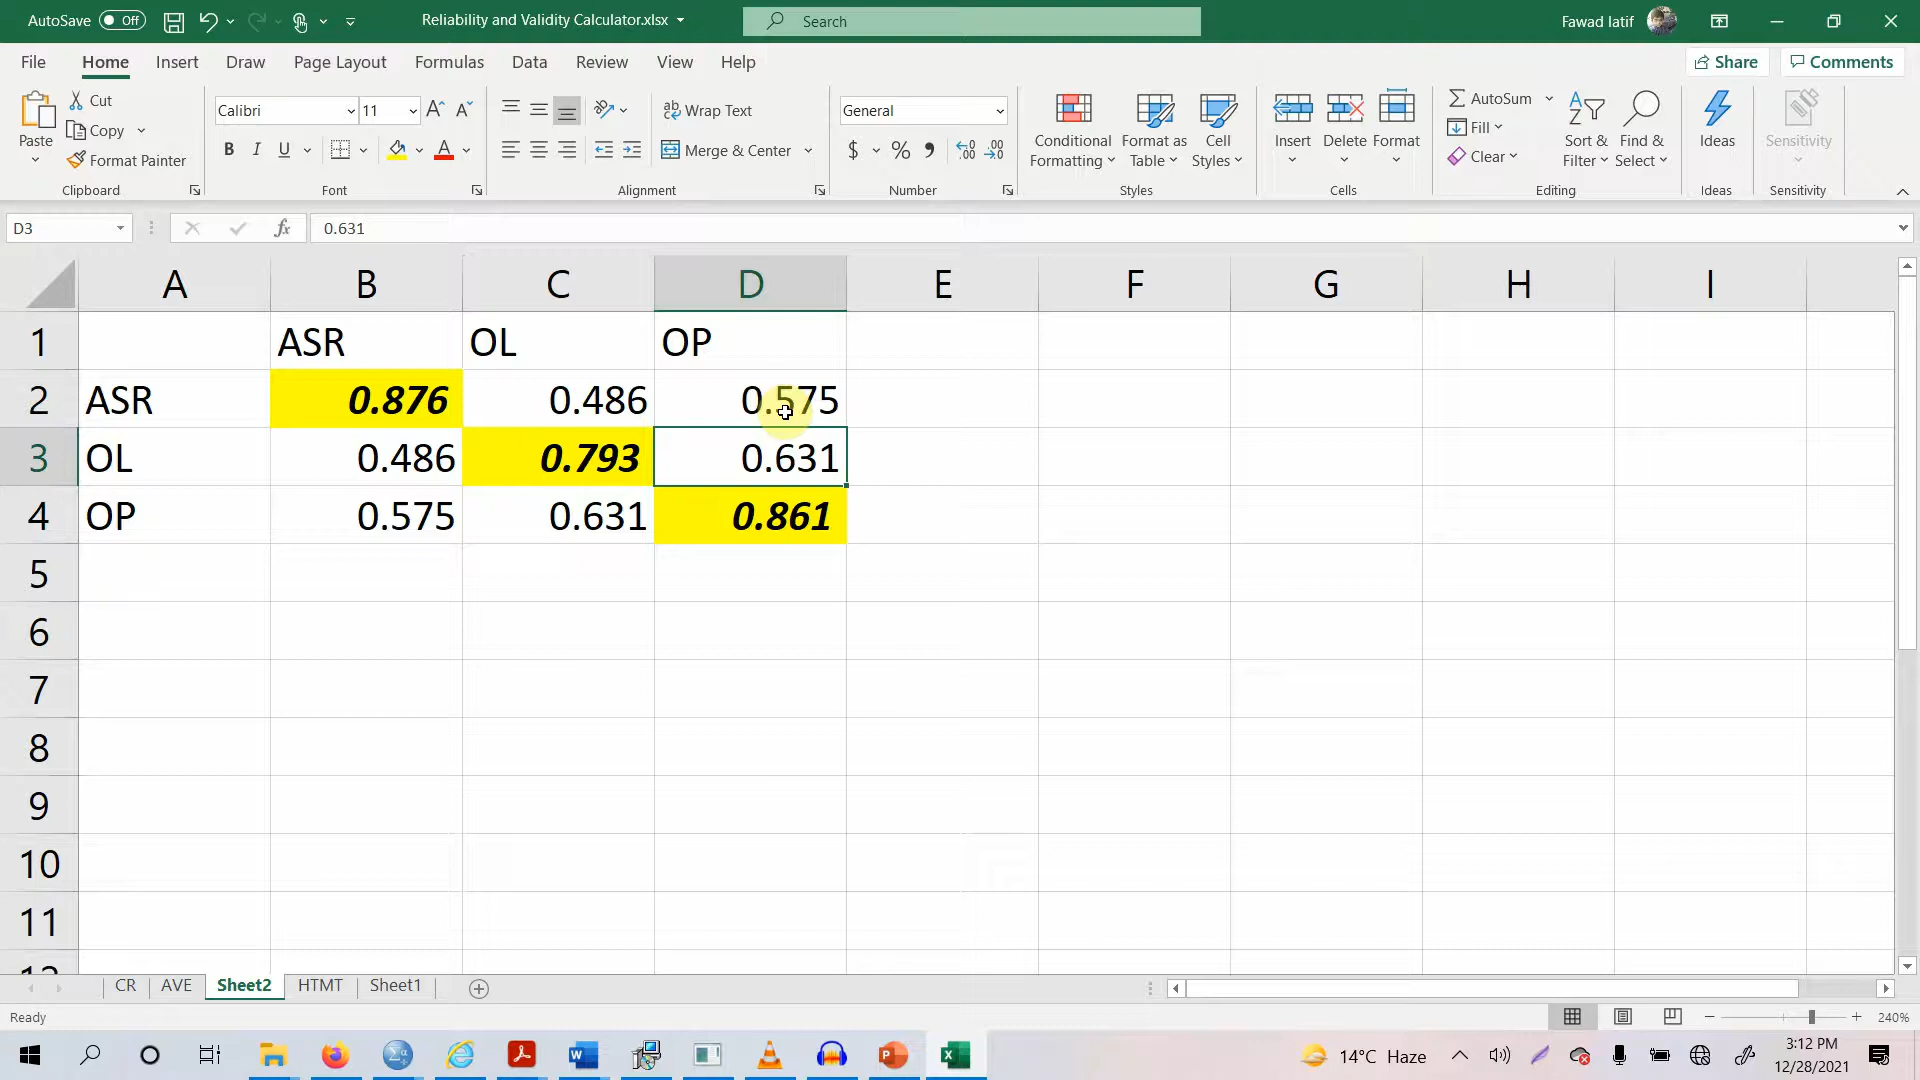 AutoSave Off Reliability and Validity Calculator.xlsx Search Fawad latif
File Home Insert Draw Page Layout Formulas Data Review View Help Share Comments
Paste Cut Copy Format Painter Clipboard
Calibri 11 B I U A Font
ab Wrap Text Merge & Center Alignment
General $ % Number
Conditional Formatting Format as Table Cell Styles Styles
Insert Delete Format Cells
AutoSum Fill Clear Sort & Filter Find & Select Editing
Ideas Ideas
Sensitivity Sensitivity
D3 fx 0.631
A B C D E F G H I
1 ASR OL OP
2 ASR 0.876 0.486 0.575
3 OL 0.486 0.793 0.631
4 OP 0.575 0.631 0.861
5
6
7
8
9
10
11
12
CR AVE Sheet2 HTMT Sheet1
Ready 240%
14°C Haze 3:12 PM
12/28/2021